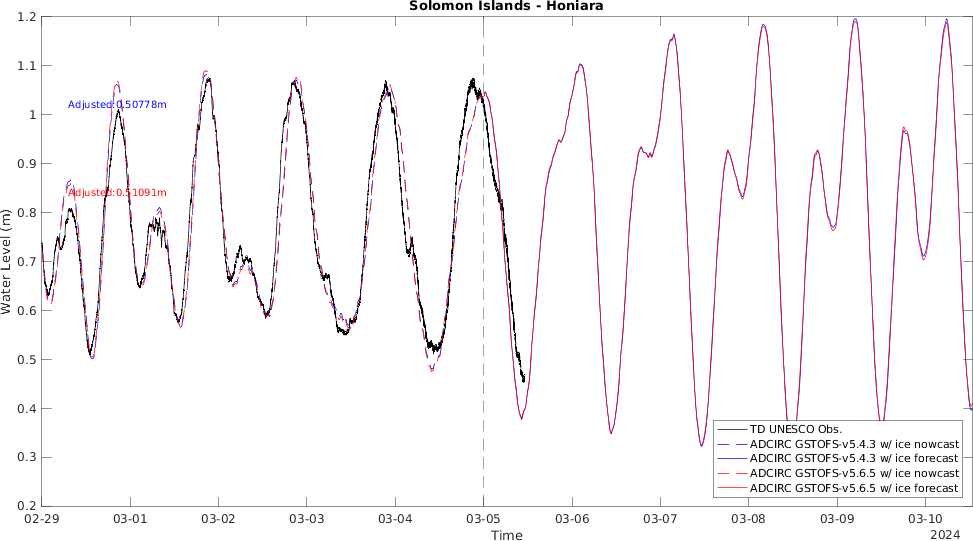 Solomon Islands - Honiara
1.2
1.1
1
0.9
0.8
0.7
0.6
0.5
0.4
0.3
0.2
Water Level (m)
Adjusted:0.50778m
Adjusted:0.51091m
TD UNESCO Obs.
ADCIRC GSTOFS-v5.4.3 w/ ice nowcast
ADCIRC GSTOFS-v5.4.3 w/ ice forecast
ADCIRC GSTOFS-v5.6.5 w/ ice nowcast
ADCIRC GSTOFS-v5.6.5 w/ ice forecast
02-29 03-01 03-02 03-03 03-04 03-05 03-06 03-07 03-08 03-09 03-10
Time
2024